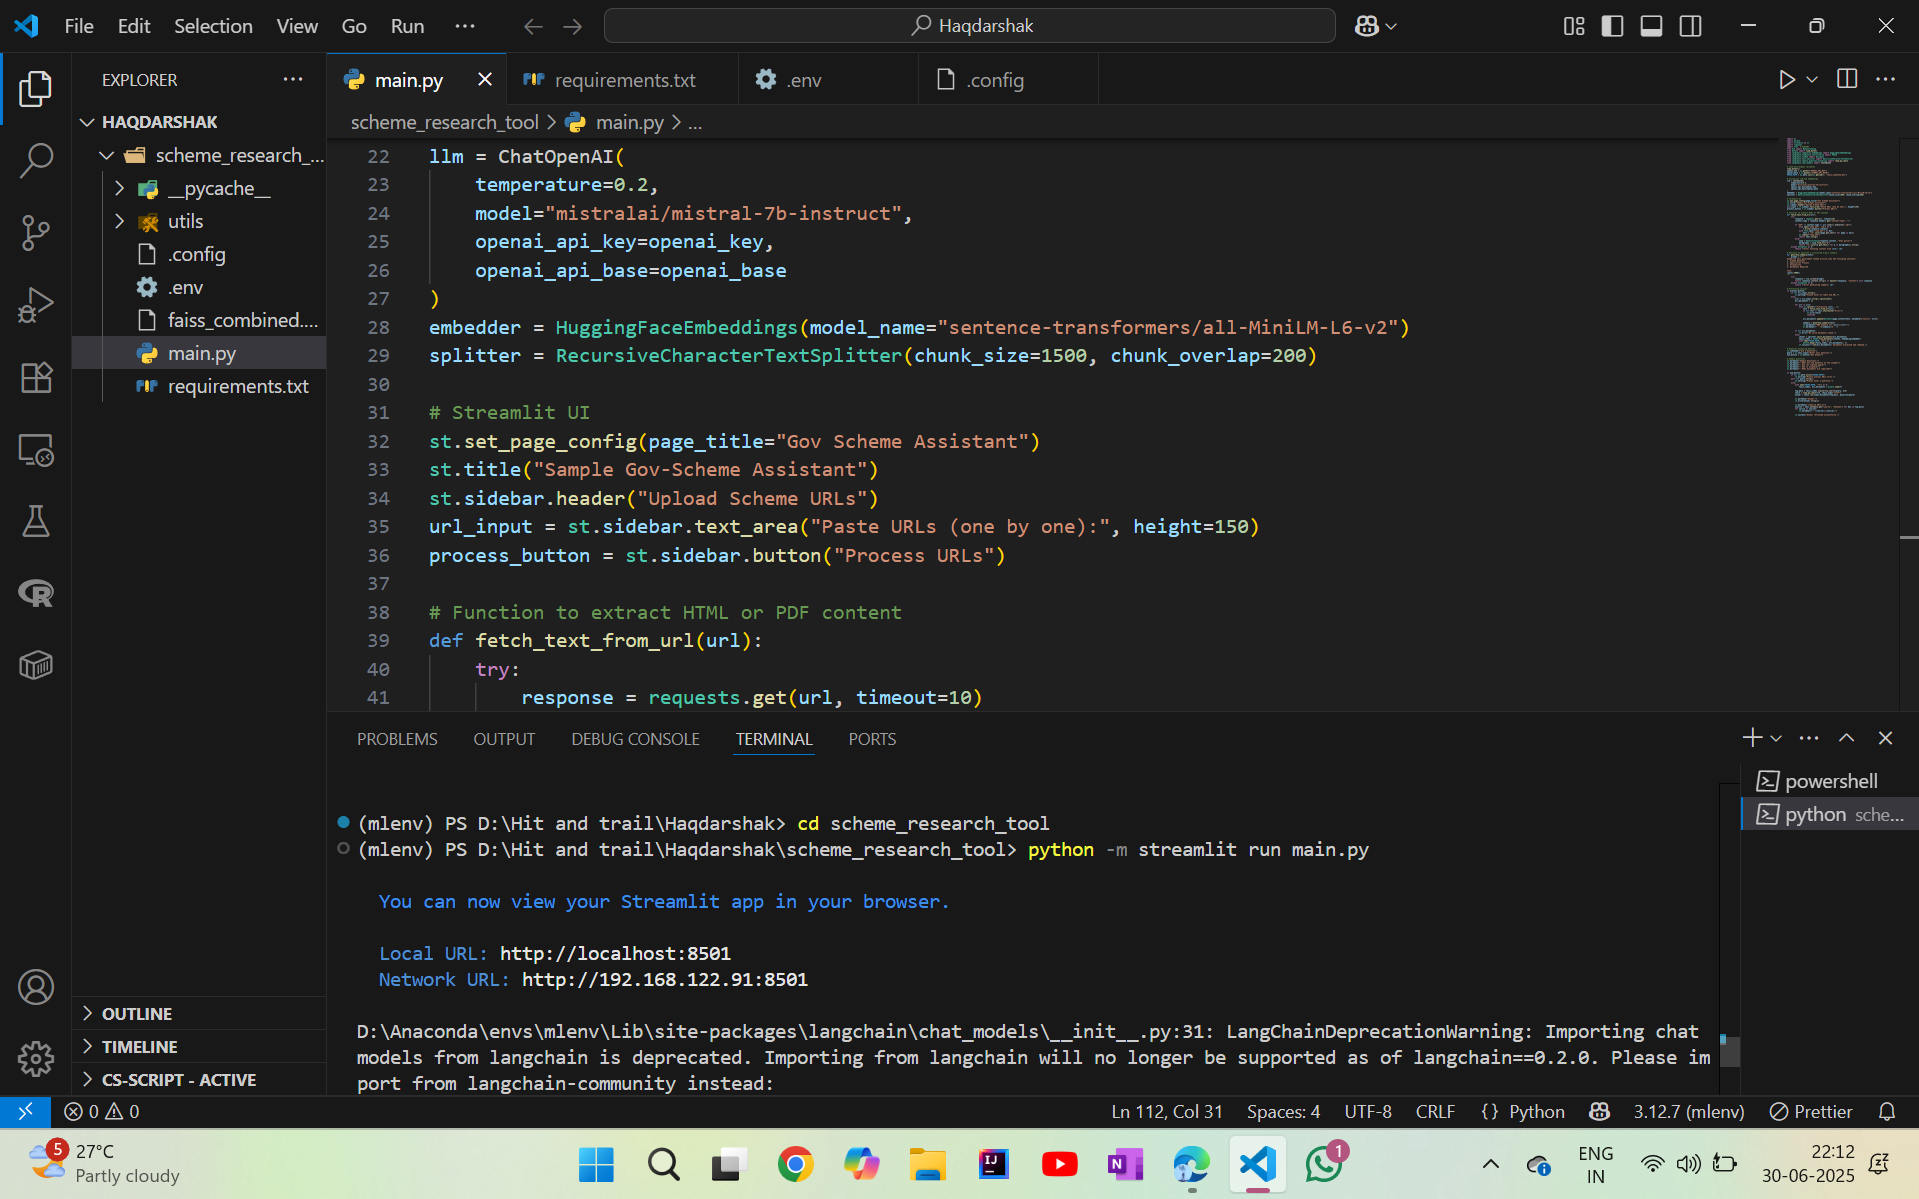 File Edit Selection View Go Run ···
Haqdarshak
EXPLORER
HAQDARSHAK
scheme_research_...
__pycache__
utils
.config
.env
faiss_combined....
main.py
requirements.txt
OUTLINE
TIMELINE
CS-SCRIPT - ACTIVE
main.py requirements.txt .env .config
scheme_research_tool > main.py > ...
22 llm = ChatOpenAI(
23 temperature=0.2,
24 model="mistralai/mistral-7b-instruct",
25 openai_api_key=openai_key,
26 openai_api_base=openai_base
27 )
28 embedder = HuggingFaceEmbeddings(model_name="sentence-transformers/all-MiniLM-L6-v2")
29 splitter = RecursiveCharacterTextSplitter(chunk_size=1500, chunk_overlap=200)
30
31 # Streamlit UI
32 st.set_page_config(page_title="Gov Scheme Assistant")
33 st.title("Sample Gov-Scheme Assistant")
34 st.sidebar.header("Upload Scheme URLs")
35 url_input = st.sidebar.text_area("Paste URLs (one by one):", height=150)
36 process_button = st.sidebar.button("Process URLs")
37
38 # Function to extract HTML or PDF content
39 def fetch_text_from_url(url):
40 try:
41 response = requests.get(url, timeout=10)
PROBLEMS OUTPUT DEBUG CONSOLE TERMINAL PORTS
powershell
python sche...
(mlenv) PS D:\Hit and trail\Haqdarshak> cd scheme_research_tool
(mlenv) PS D:\Hit and trail\Haqdarshak\scheme_research_tool> python -m streamlit run main.py
You can now view your Streamlit app in your browser.
Local URL: http://localhost:8501
Network URL: http://192.168.122.91:8501
D:\Anaconda\envs\mlenv\Lib\site-packages\langchain\chat_models\__init__.py:31: LangChainDeprecationWarning: Importing chat
models from langchain is deprecated. Importing from langchain will no longer be supported as of langchain==0.2.0. Please im
port from langchain-community instead:
0 0 Ln 112, Col 31 Spaces: 4 UTF-8 CRLF {} Python 3.12.7 (mlenv) Prettier
5 27°C
Partly cloudy
IJ
N
1
ENG
IN
22:12
30-06-2025